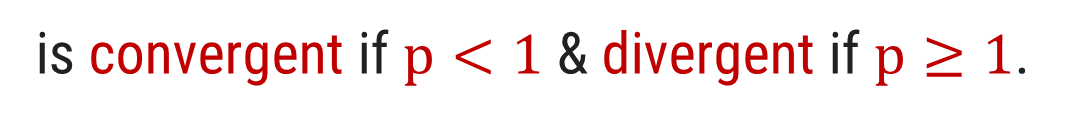 is convergent if p < 1 & divergent if p ≥ 1.